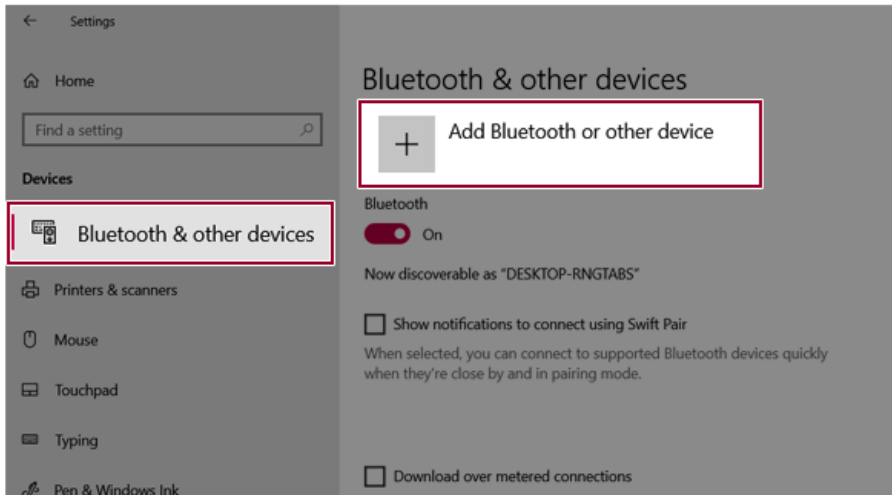 Settings
Home
Find a setting
Devices
Bluetooth & other devices
Printers & scanners
Mouse
Touchpad
Typing
Pen & Windows Ink
Bluetooth & other devices
Add Bluetooth or other device
Bluetooth
On
Now discoverable as “DESKTOP-RNGTABS”
Show notifications to connect using Swift Pair
When selected, you can connect to supported Bluetooth devices quickly
when they're close by and in pairing mode.
Download over metered connections